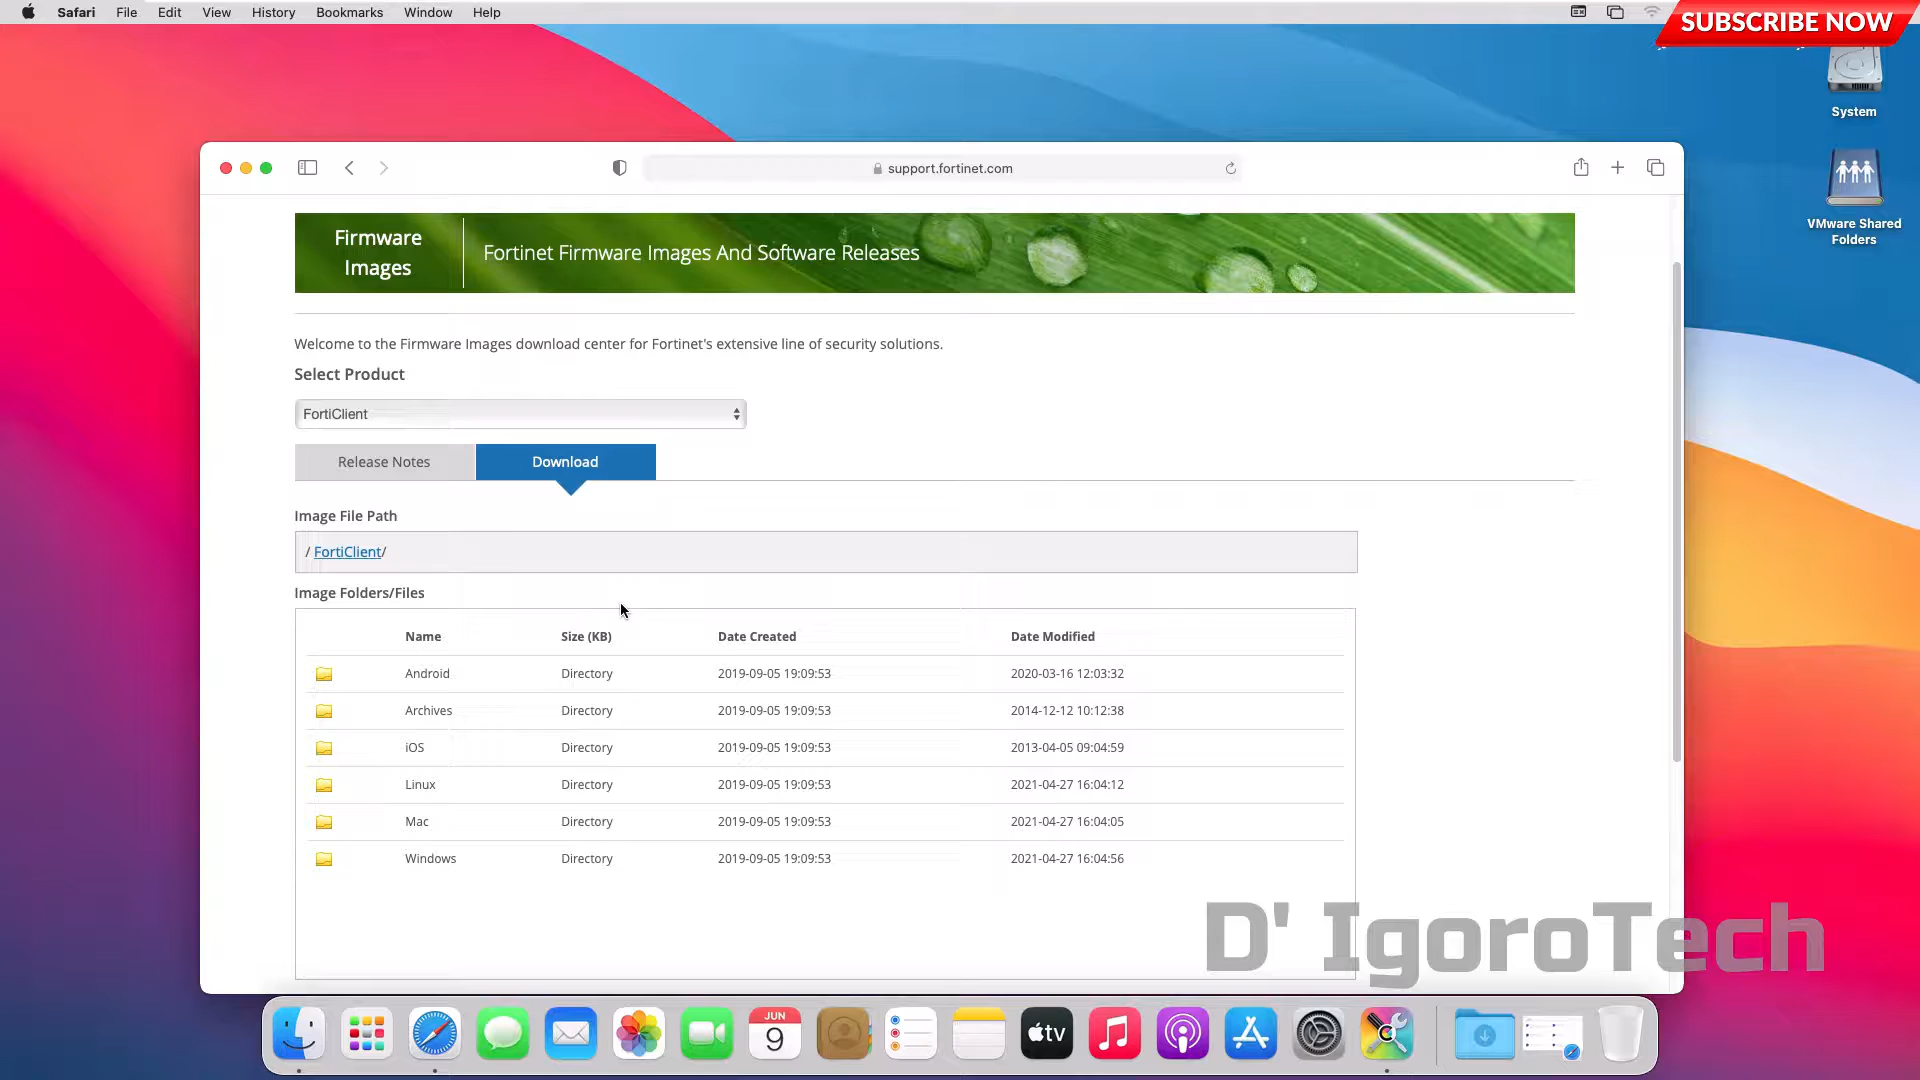 Safari File Edit View History Bookmarks Window Help
SUBSCRIBE NOW
System
VMware Shared
Folders
support.fortinet.com
Firmware
Images
Fortinet Firmware Images And Software Releases
Welcome to the Firmware Images download center for Fortinet's extensive line of security solutions.
Select Product
FortiClient
Release Notes Download
Image File Path
/ FortiClient/
Image Folders/Files
Name Size (KB) Date Created Date Modified
Android Directory 2019-09-05 19:09:53 2020-03-16 12:03:32
Archives Directory 2019-09-05 19:09:53 2014-12-12 10:12:38
iOS Directory 2019-09-05 19:09:53 2013-04-05 09:04:59
Linux Directory 2019-09-05 19:09:53 2021-04-27 16:04:12
Mac Directory 2019-09-05 19:09:53 2021-04-27 16:04:05
Windows Directory 2019-09-05 19:09:53 2021-04-27 16:04:56
D' IgoroTech
JUN
9
tv